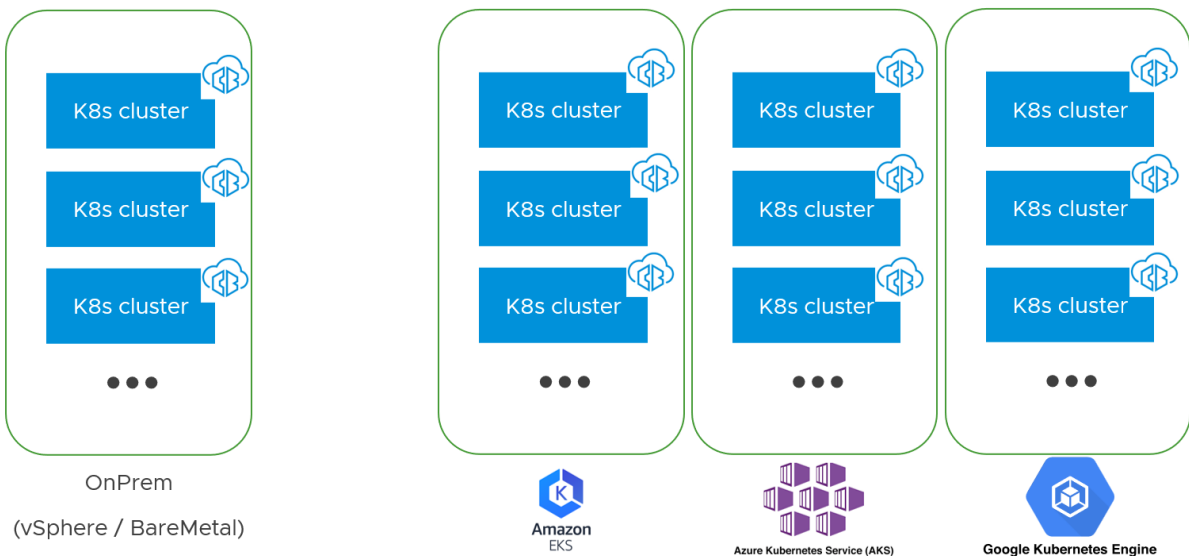 K8s cluster
K8s cluster
K8s cluster
OnPrem
(vSphere / BareMetal)
K8s cluster
K8s cluster
K8s cluster
K
Amazon
EKS
K8s cluster
K8s cluster
K8s cluster
Azure Kubernetes Service (AKS)
K8s cluster
K8s cluster
K8s cluster
Google Kubernetes Engine